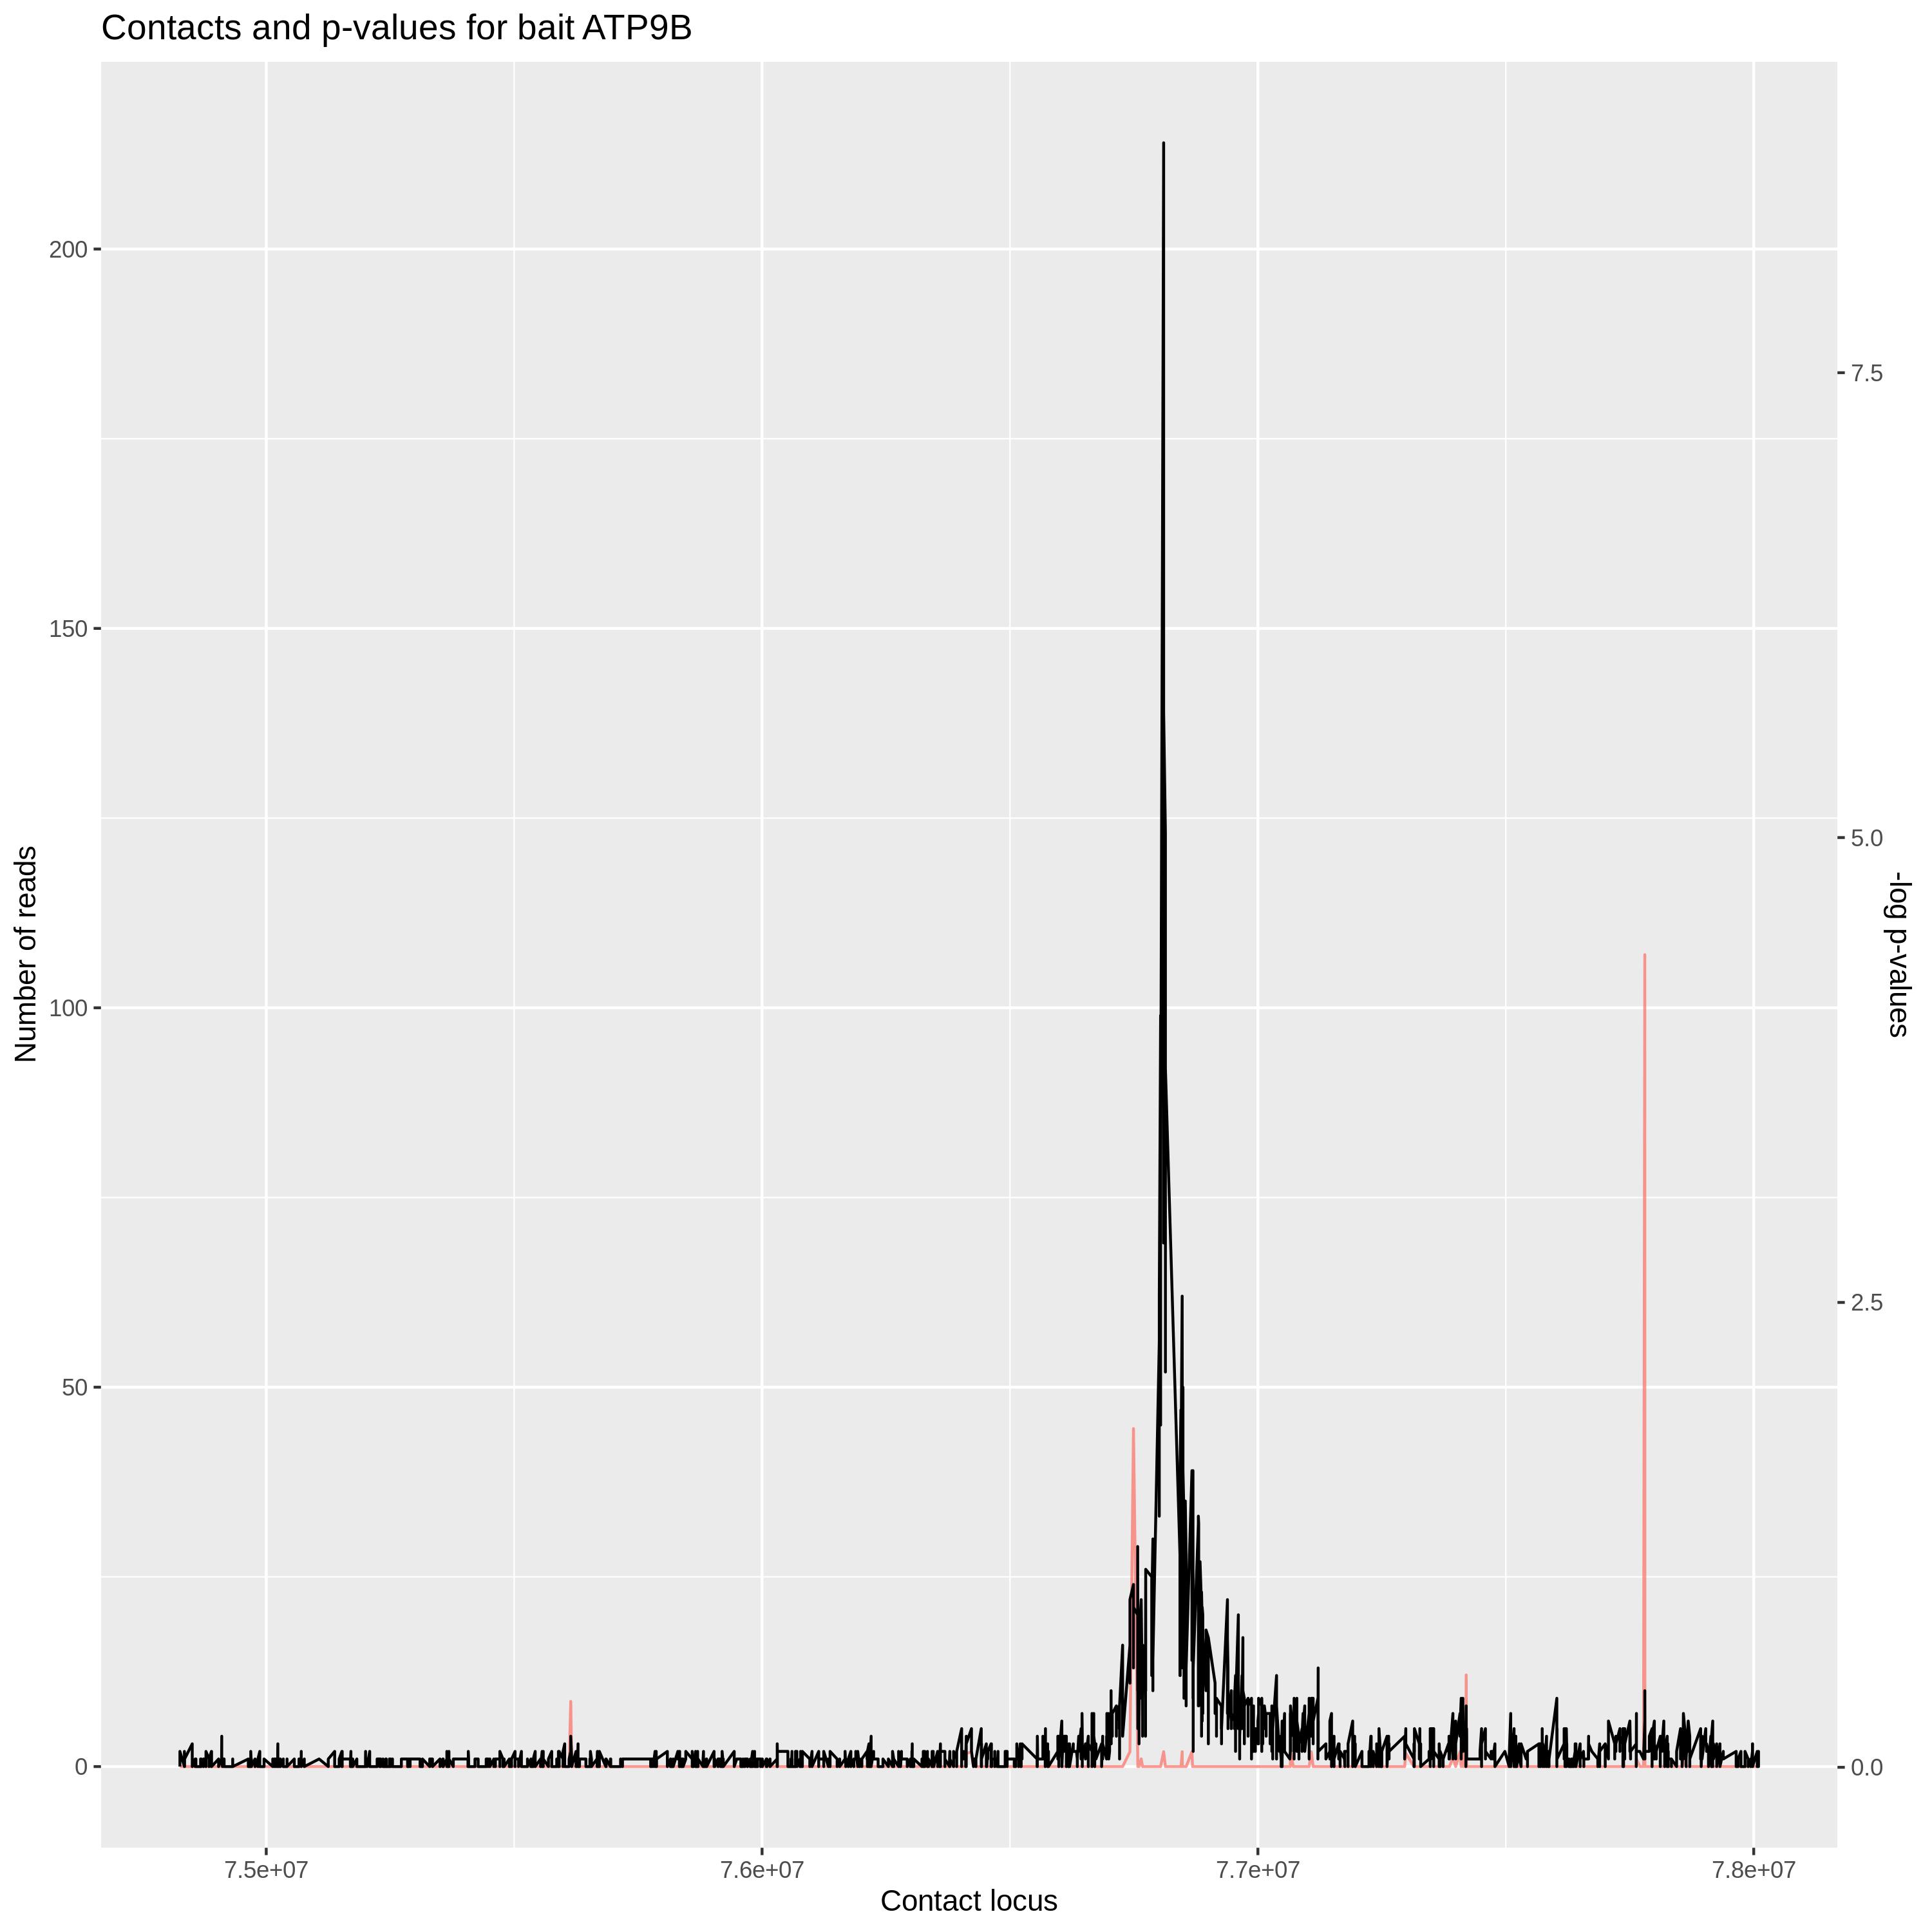 Contacts and p-values for bait ATP9B
200
150
100
50
0
Number of reads
7.5
5.0
2.5
0.0
-log p-values
7.5e+07 7.6e+07 7.7e+07 7.8e+07
Contact locus